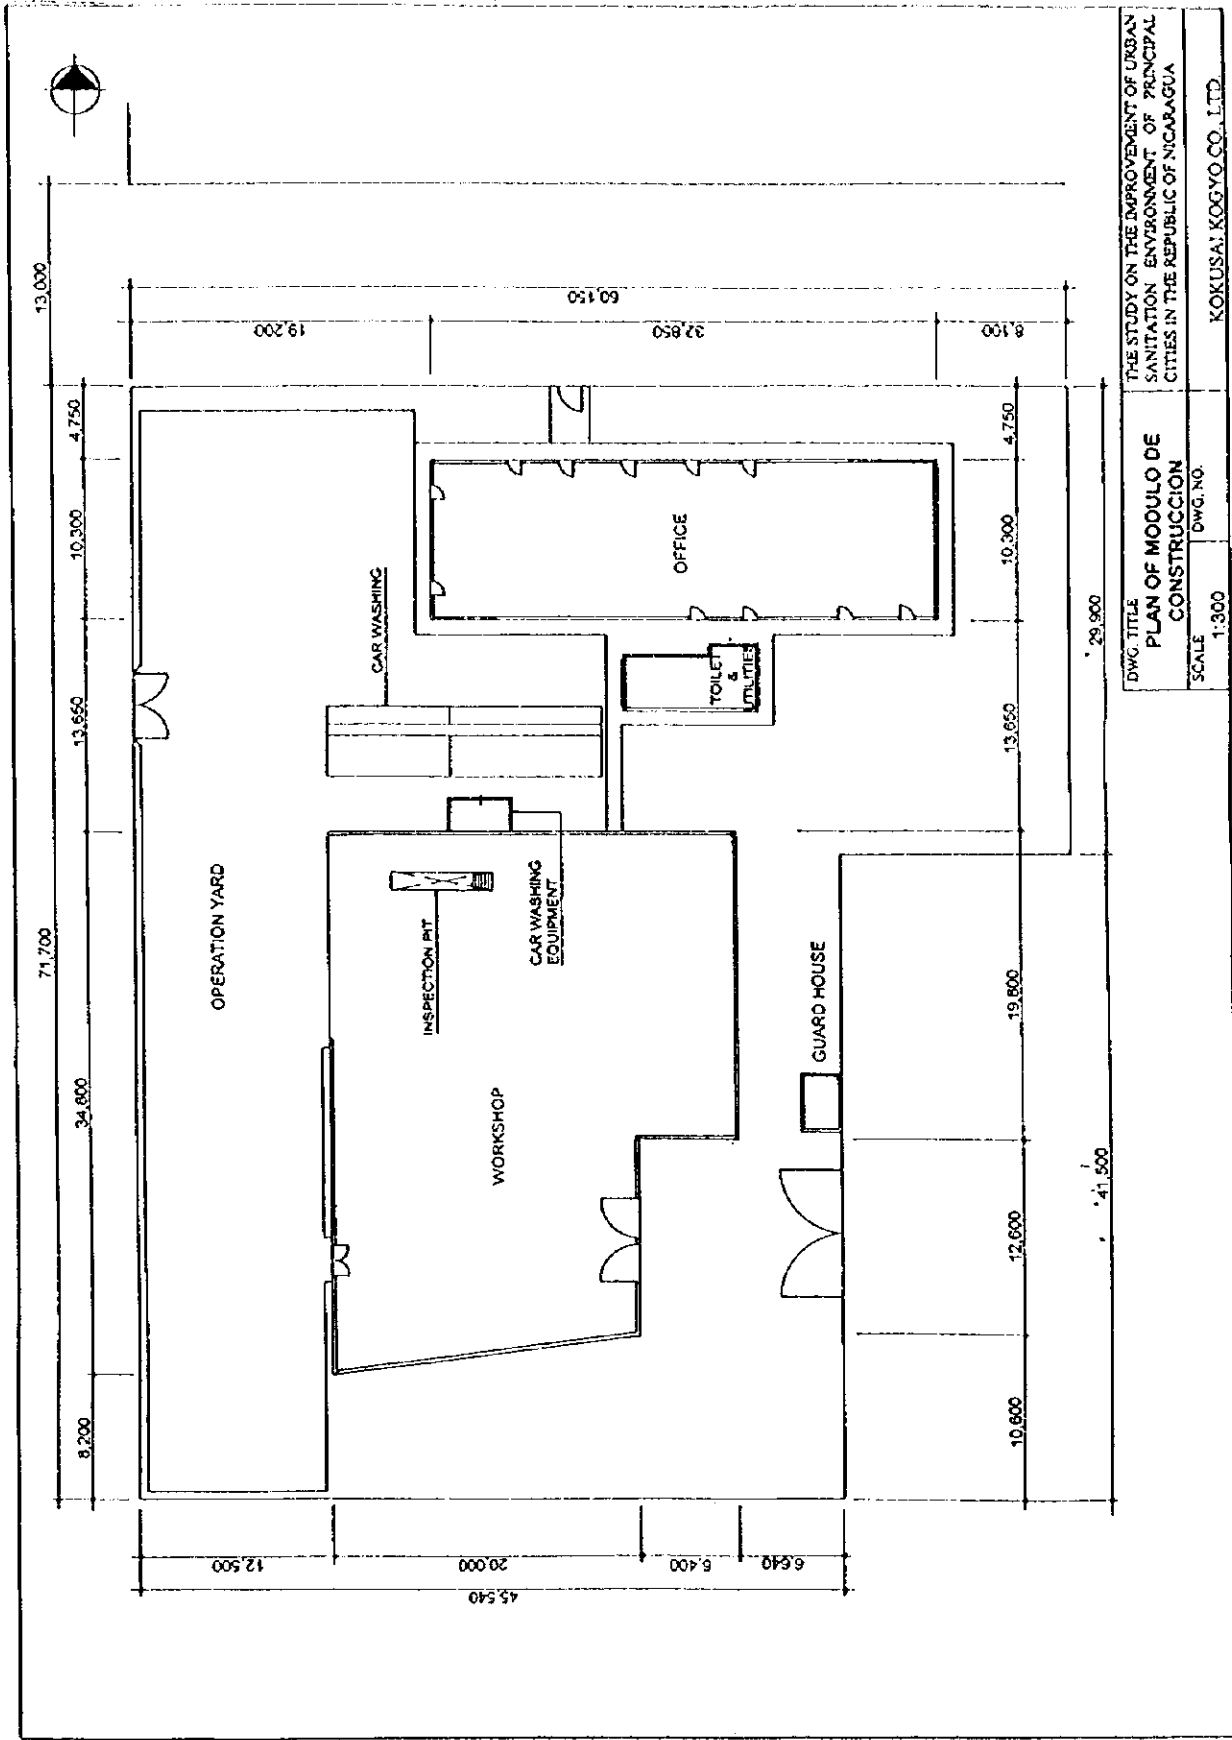 13,000
71,700
4,750
10,300
13,650
34,800
8,200
60,150
19,200
32,850
8,100
CAR WASHING
OFFICE
TOILET
&
UTILITIES
OPERATION YARD
INSPECTION PIT
CAR WASHING
EQUIPMENT
WORKSHOP
GUARD HOUSE
12,500
20,000
6,400
6,640
45,540
10,600
12,600
19,800
13,650
10,300
4,750
41,500
29,900
DWG. TITLE
PLAN OF MODULO DE
CONSTRUCCION
SCALE
1:300
DWG. NO.
THE STUDY ON THE IMPROVEMENT OF URBAN
SANITATION ENVIRONMENT OF PRINCIPAL
CITIES IN THE REPUBLIC OF NICARAGUA
KOKUSAI KOGYO CO., LTD.